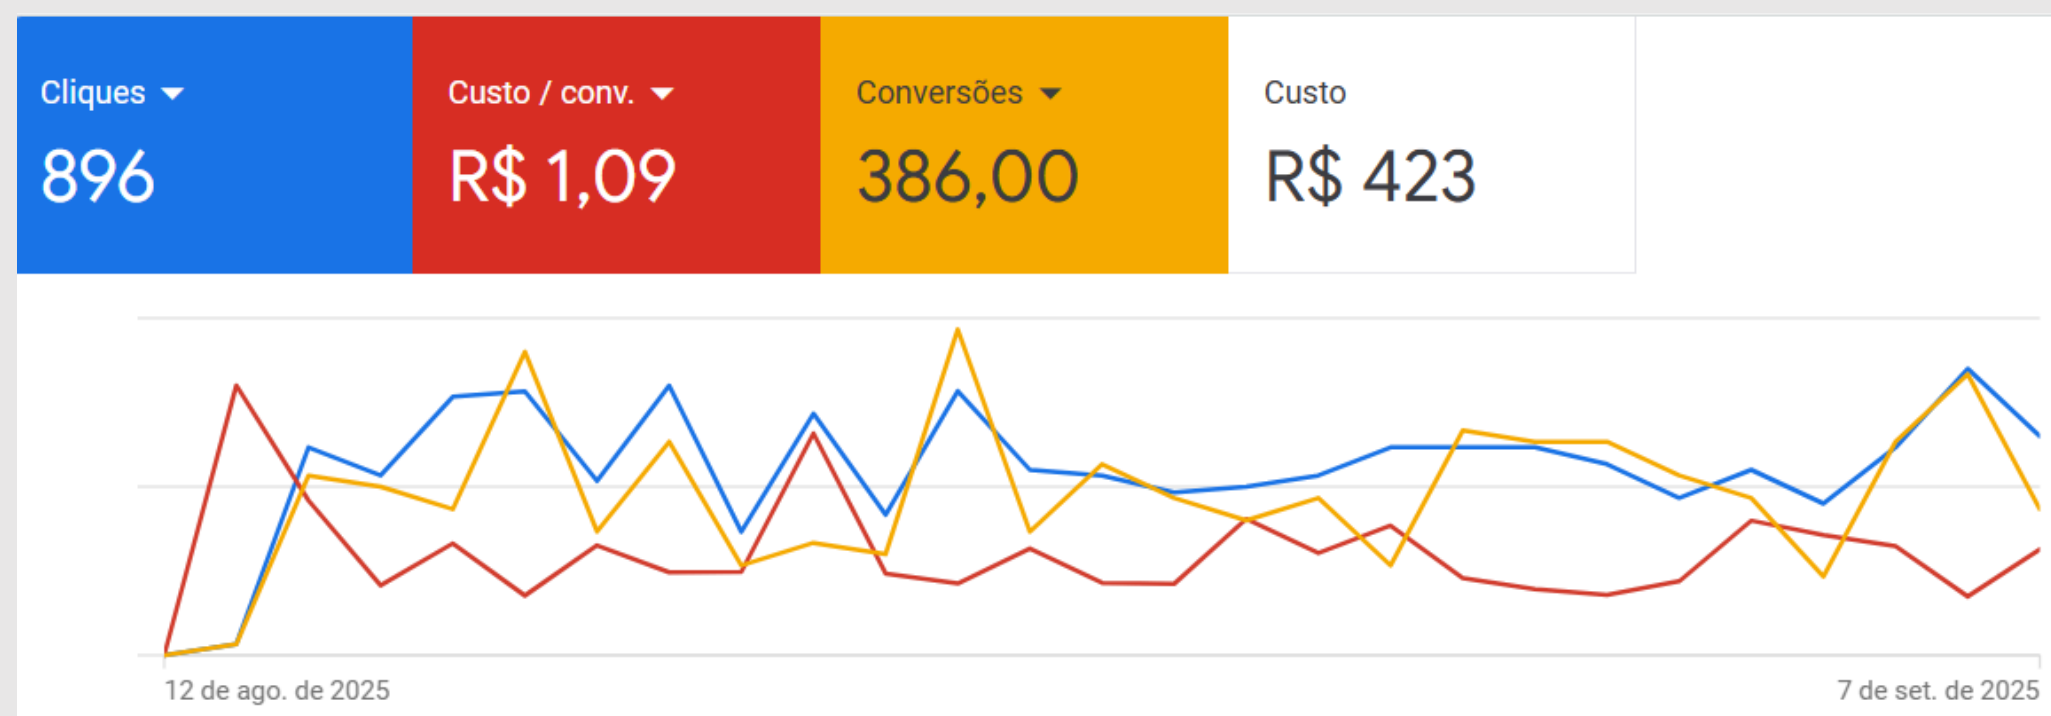 Cliques
Custo / conv.
Conversões
Custo
896
R$ 1,09
386,00
R$ 423
12 de ago. de 2025
7 de set. de 2025